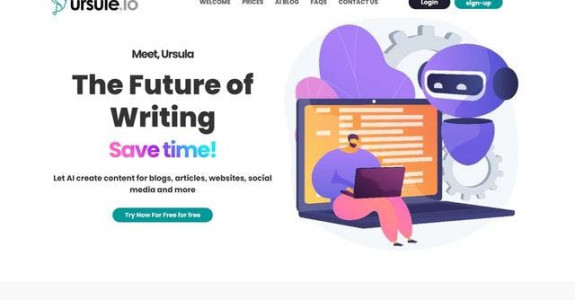 ursule.io
WELCOME PRICES AI BLOG FAQS CONTACT US Login sign-up
Meet, Ursula
The Future of
Writing
Save time!
Let AI create content for blogs, articles, websites, social
media and more
Try Now For Free for free